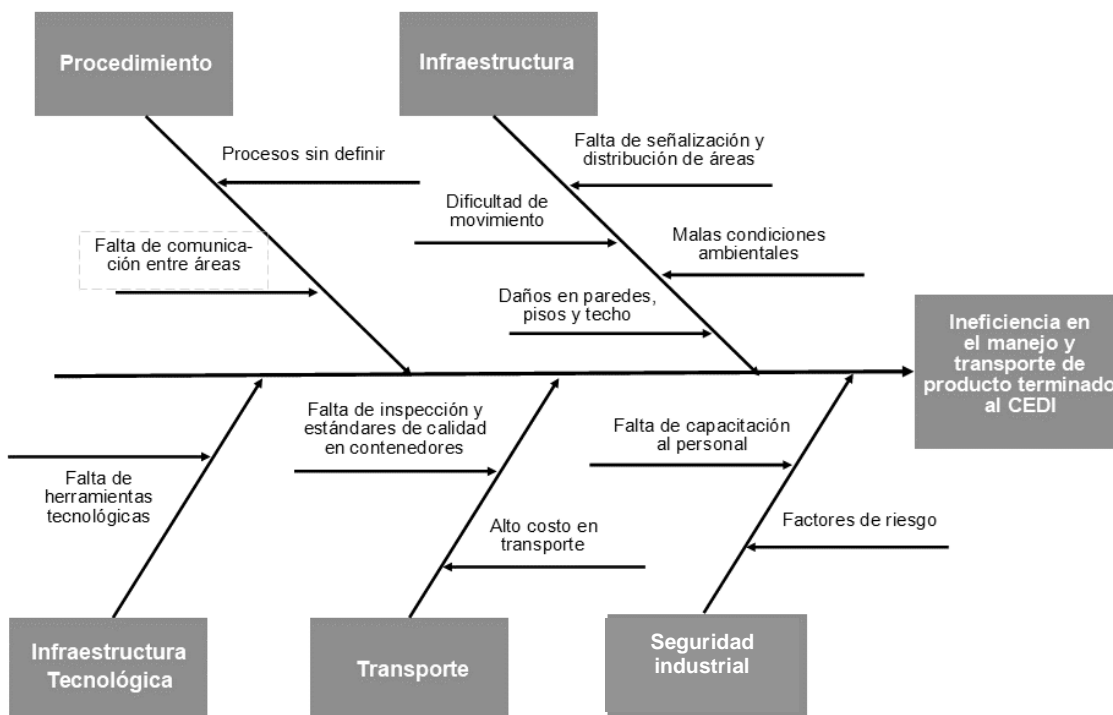 Procedimiento
Infraestructura
Procesos sin definir
Falta de señalización y
distribución de áreas
Dificultad de
movimiento
Falta de comunica-
ción entre áreas
Malas condiciones
ambientales
Daños en paredes,
pisos y techo
Ineficiencia en
el manejo y
transporte de
producto terminado
al CEDI
Falta de inspección y
estándares de calidad
en contenedores
Falta de capacitación
al personal
Falta de
herramientas
tecnológicas
Alto costo en
transporte
Factores de riesgo
Infraestructura
Tecnológica
Transporte
Seguridad
industrial